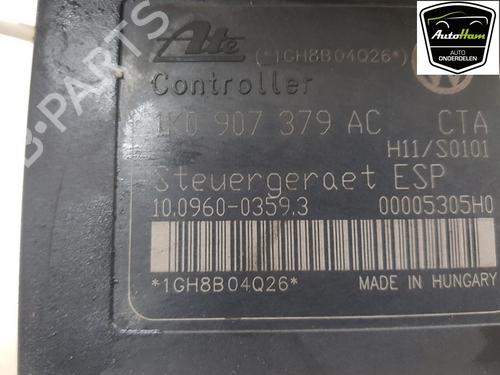 Ate (*1GH8B04Q26*)
Controller
1K0 907 379 AC CTA
H11/S0101
Steuergeraet ESP
10.0960-0359.3 00005305H0
*1GH8B04Q26* MADE IN HUNGARY
AutoHam
AUTO
ONDERDELEN